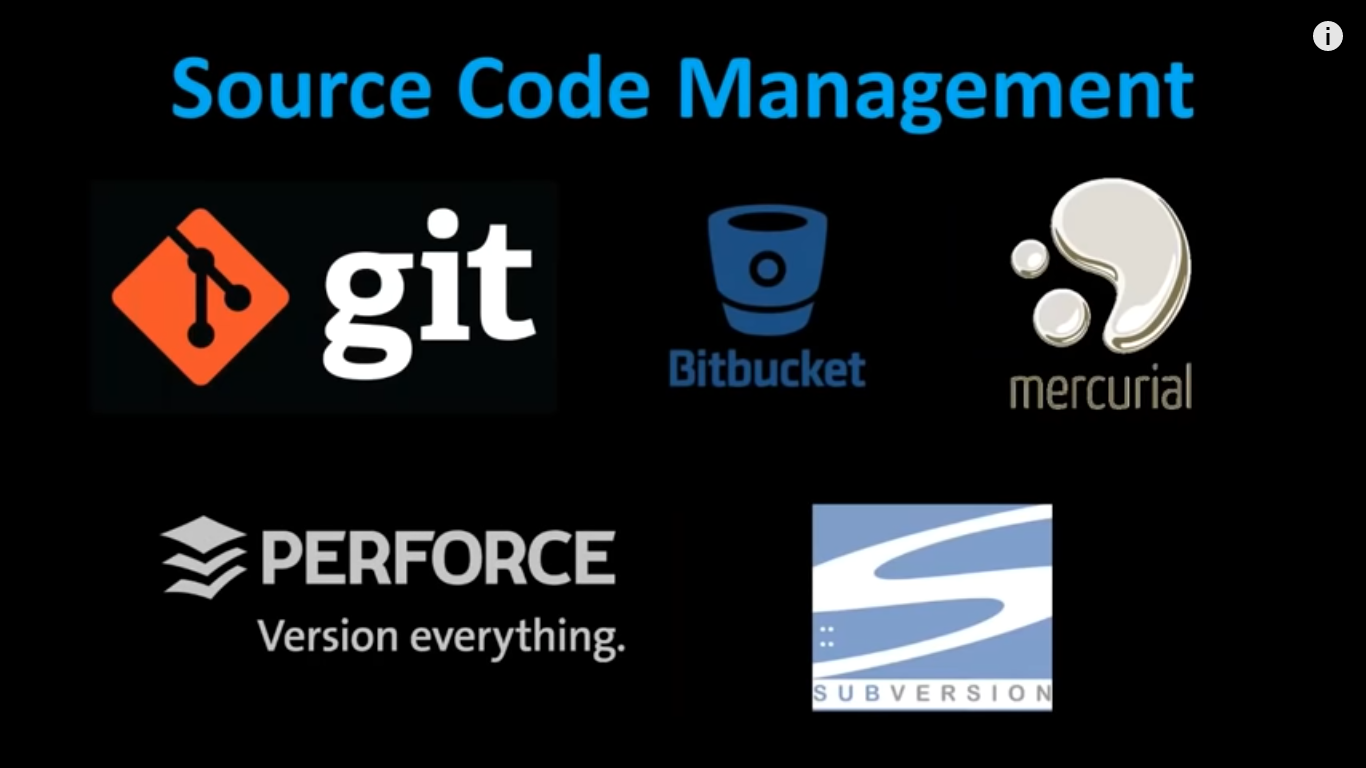 i
Source Code Management
git
Bitbucket
mercurial
PERFORCE
Version everything.
SUBVERSION